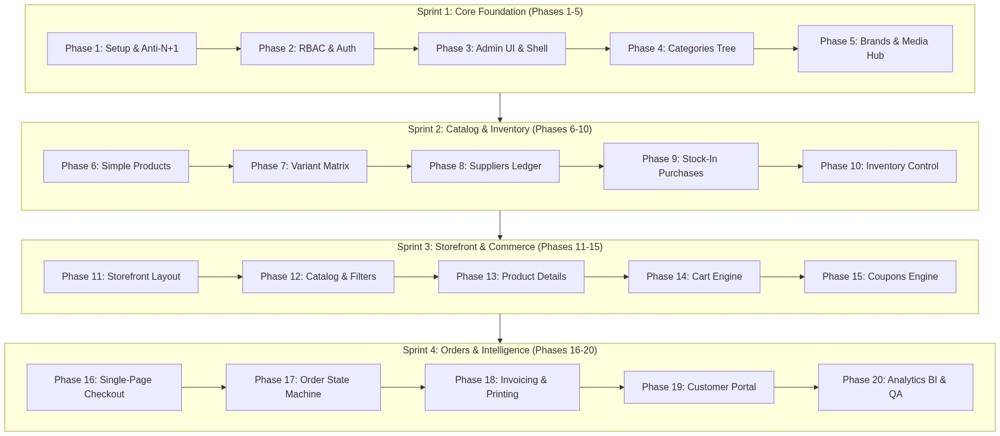 Sprint 1: Core Foundation (Phases 1-5)
Phase 1: Setup & Anti-N+1
Phase 2: RBAC & Auth
Phase 3: Admin UI & Shell
Phase 4: Categories Tree
Phase 5: Brands & Media
Hub
Sprint 2: Catalog & Inventory (Phases 6-10)
Phase 6: Simple Products
Phase 7: Variant Matrix
Phase 8: Suppliers Ledger
Phase 9: Stock-In
Purchases
Phase 10: Inventory Control
Sprint 3: Storefront & Commerce (Phases 11-15)
Phase 11: Storefront Layout
Phase 12: Catalog & Filters
Phase 13: Product Details
Phase 14: Cart Engine
Phase 15: Coupons Engine
Sprint 4: Orders & Intelligence (Phases 16-20)
Phase 16: Single-Page
Checkout
Phase 17: Order State
Machine
Phase 18: Invoicing &
Printing
Phase 19: Customer Portal
Phase 20: Analytics BI &
QA